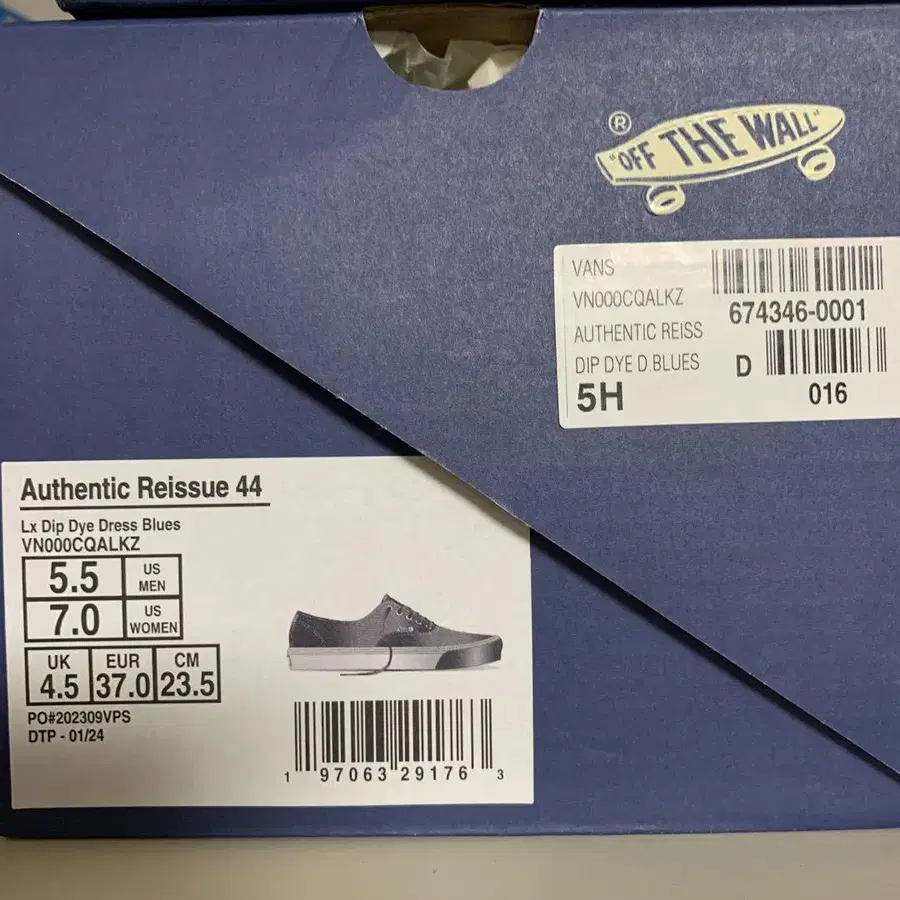 ®
"OFF THE WALL"
VANS
VN000CQALKZ
674346-0001
AUTHENTIC REISS
DIP DYE D.BLUES
D
5H
016
Authentic Reissue 44
Lx Dip Dye Dress Blues
VN000CQALKZ
5.5 US MEN
7.0 US WOMEN
UK EUR CM
4.5 37.0 23.5
PO#202309VPS
DTP - 01/24
1 97063 29176 3